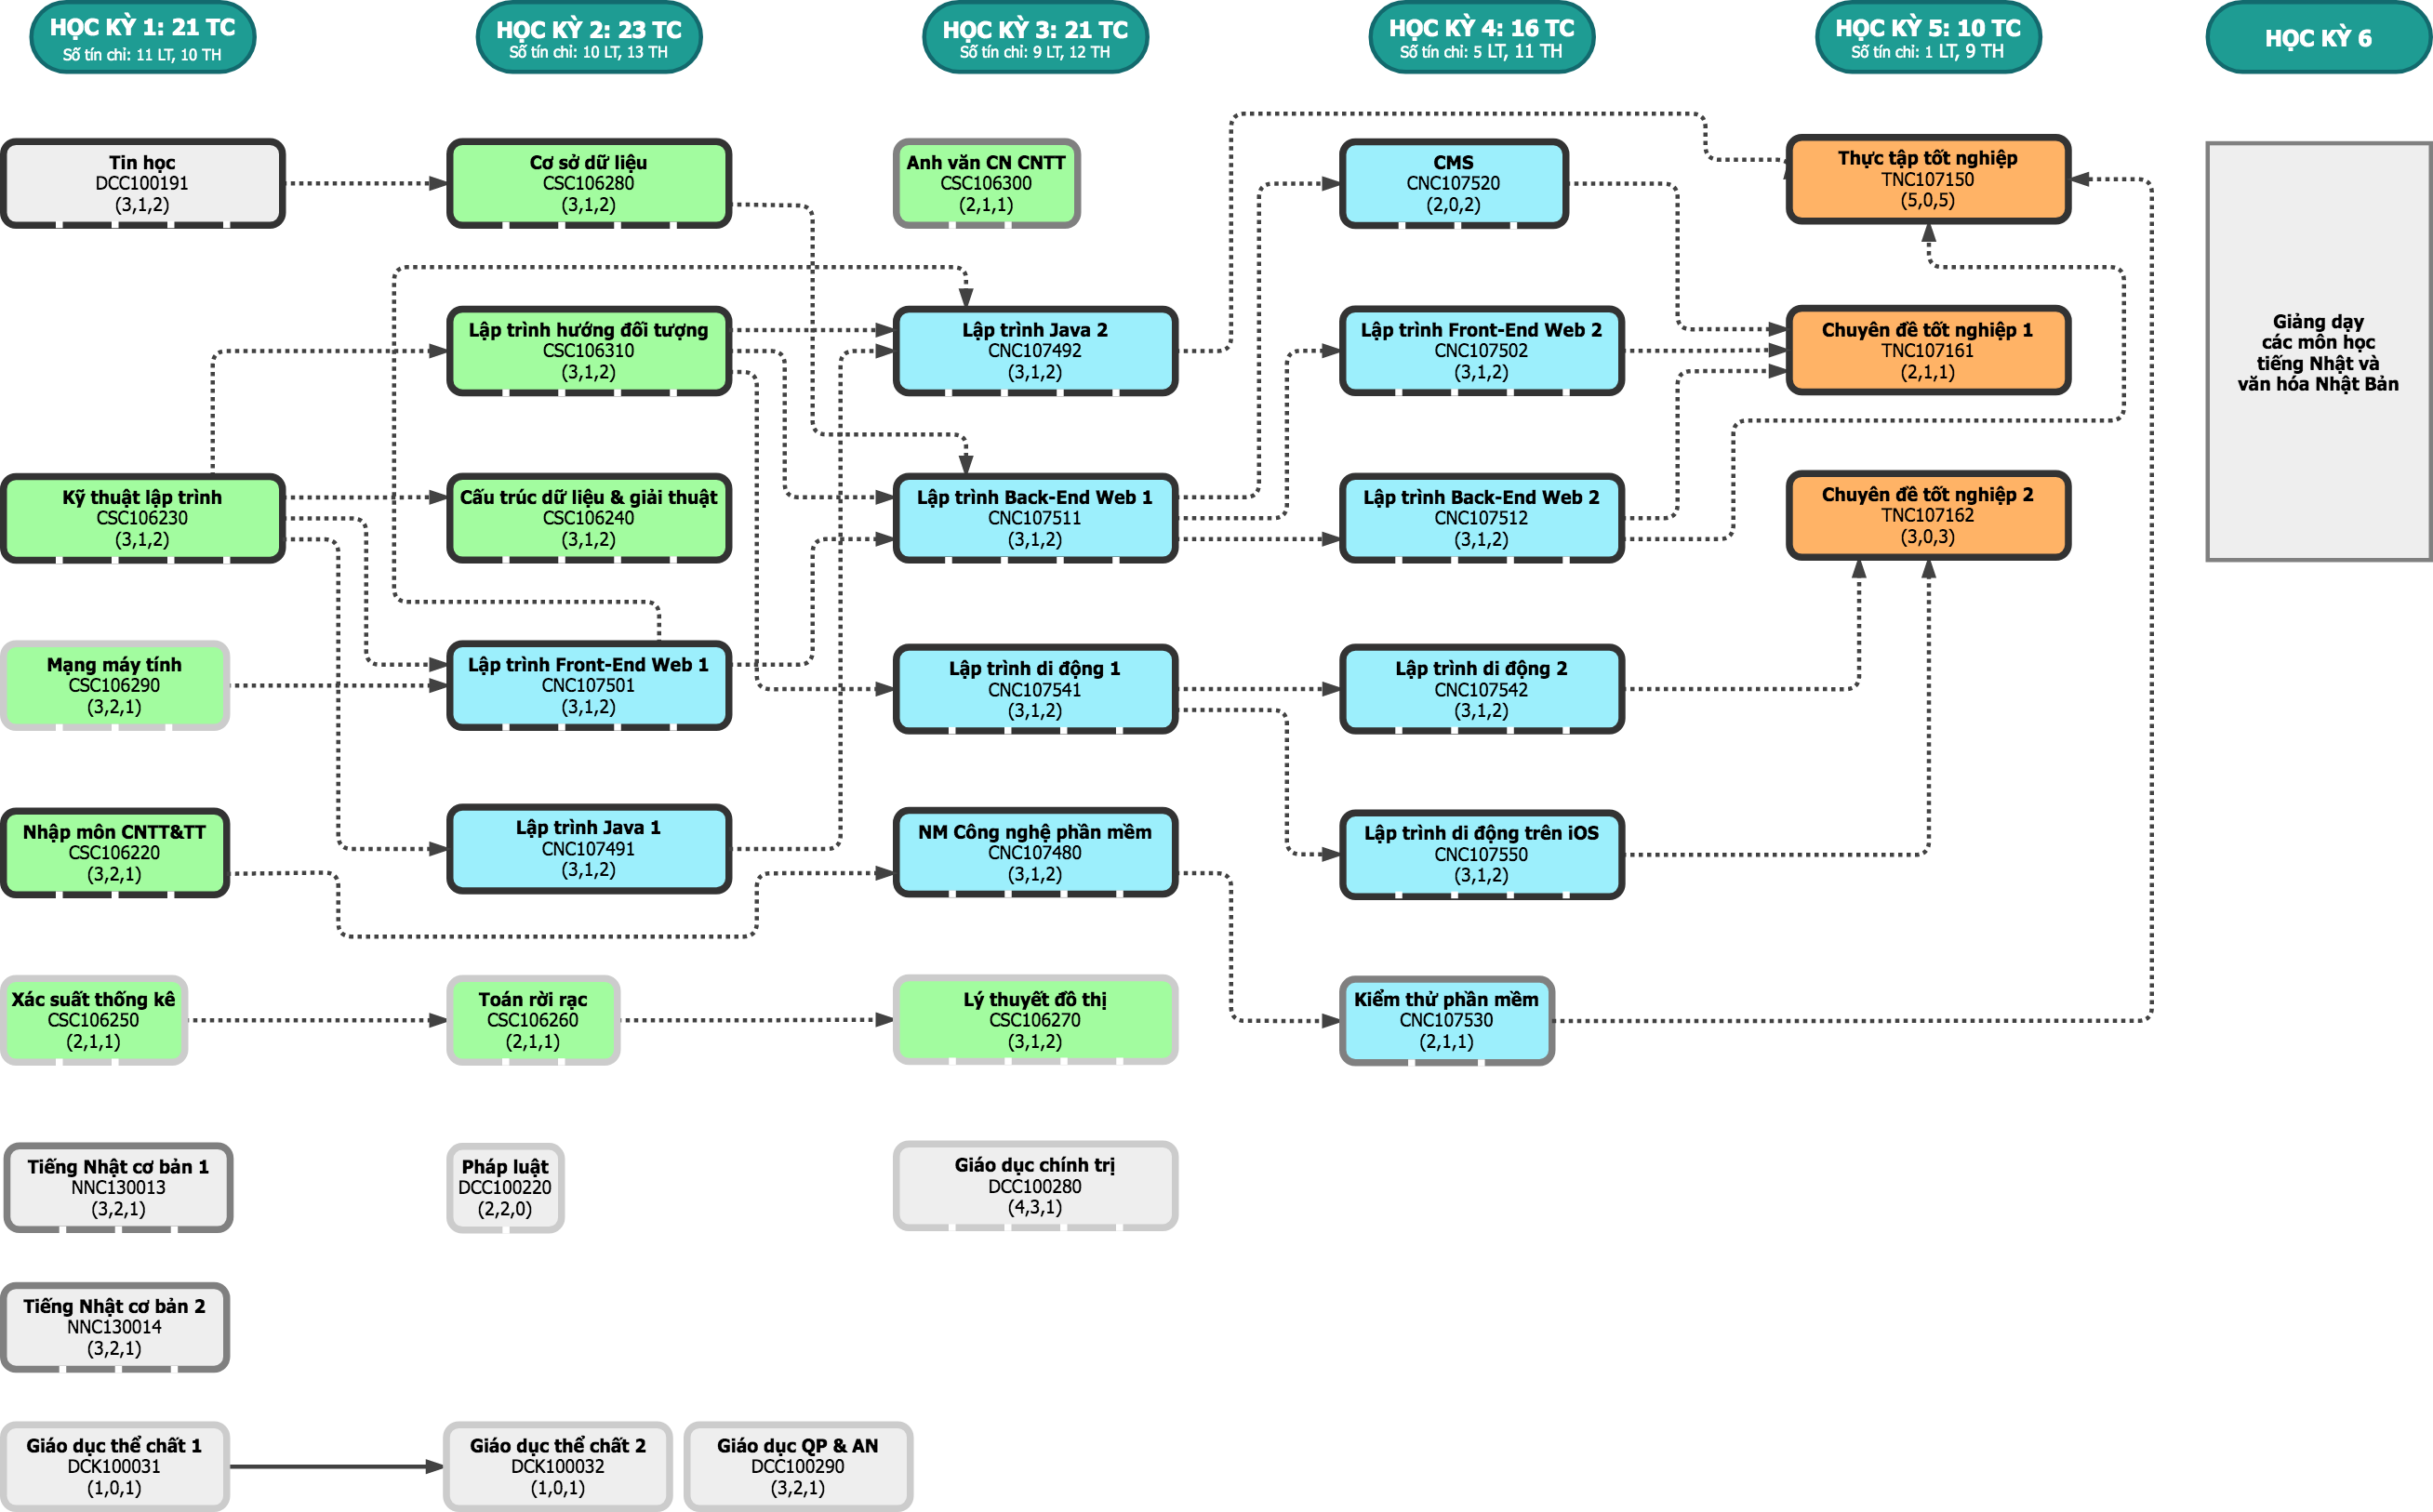 HỌC KỲ 1: 21 TC
Số tín chỉ: 11 LT, 10 TH
HỌC KỲ 2: 23 TC
Số tín chỉ: 10 LT, 13 TH
HỌC KỲ 3: 21 TC
Số tín chỉ: 9 LT, 12 TH
HỌC KỲ 4: 16 TC
Số tín chỉ: 5 LT, 11 TH
HỌC KỲ 5: 10 TC
Số tín chỉ: 1 LT, 9 TH
HỌC KỲ 6
Tin học
DCC100191
(3,1,2)
Cơ sở dữ liệu
CSC106280
(3,1,2)
Anh văn CN CNTT
CSC106300
(2,1,1)
CMS
CNC107520
(2,0,2)
Thực tập tốt nghiệp
TNC107150
(5,0,5)
Lập trình hướng đối tượng
CSC106310
(3,1,2)
Lập trình Java 2
CNC107492
(3,1,2)
Lập trình Front-End Web 2
CNC107502
(3,1,2)
Chuyên đề tốt nghiệp 1
TNC107161
(2,1,1)
Giảng dạy
các môn học
tiếng Nhật và
văn hóa Nhật Bản
Kỹ thuật lập trình
CSC106230
(3,1,2)
Cấu trúc dữ liệu & giải thuật
CSC106240
(3,1,2)
Lập trình Back-End Web 1
CNC107511
(3,1,2)
Lập trình Back-End Web 2
CNC107512
(3,1,2)
Chuyên đề tốt nghiệp 2
TNC107162
(3,0,3)
Mạng máy tính
CSC106290
(3,2,1)
Lập trình Front-End Web 1
CNC107501
(3,1,2)
Lập trình di động 1
CNC107541
(3,1,2)
Lập trình di động 2
CNC107542
(3,1,2)
Nhập môn CNTT&TT
CSC106220
(3,2,1)
Lập trình Java 1
CNC107491
(3,1,2)
NM Công nghệ phần mềm
CNC107480
(3,1,2)
Lập trình di động trên iOS
CNC107550
(3,1,2)
Xác suất thống kê
CSC106250
(2,1,1)
Toán rời rạc
CSC106260
(2,1,1)
Lý thuyết đồ thị
CSC106270
(3,1,2)
Kiểm thử phần mềm
CNC107530
(2,1,1)
Tiếng Nhật cơ bản 1
NNC130013
(3,2,1)
Pháp luật
DCC100220
(2,2,0)
Giáo dục chính trị
DCC100280
(4,3,1)
Tiếng Nhật cơ bản 2
NNC130014
(3,2,1)
Giáo dục thể chất 1
DCK100031
(1,0,1)
Giáo dục thể chất 2
DCK100032
(1,0,1)
Giáo dục QP & AN
DCC100290
(3,2,1)